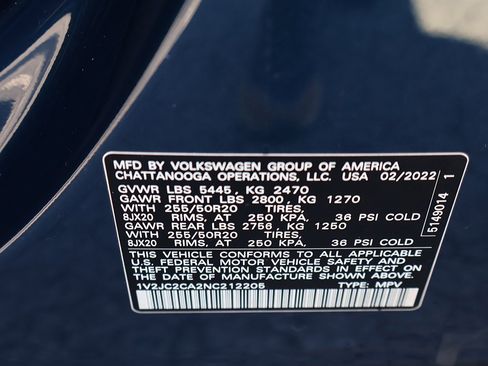 MFD BY VOLKSWAGEN GROUP OF AMERICA
CHATTANOOGA OPERATIONS, LLC. USA 02/2022
GVWR LBS 5445, KG 2470
GAWR FRONT LBS 2800, KG 1270
WITH 255/50R20 TIRES,
8JX20 RIMS, AT 250 KPA, 36 PSI COLD
GAWR REAR LBS 2756, KG 1250
WITH 255/50R20 TIRES,
8JX20 RIMS, AT 250 KPA, 36 PSI COLD
THIS VEHICLE CONFORMS TO ALL APPLICABLE
U.S. FEDERAL MOTOR VEHICLE SAFETY AND
THEFT PREVENTION STANDARDS IN EFFECT ON THE
DATE OF MANUFACTURE SHOWN ABOVE.
1V2JC2CA2NC212205 TYPE: MPV
5149014 1